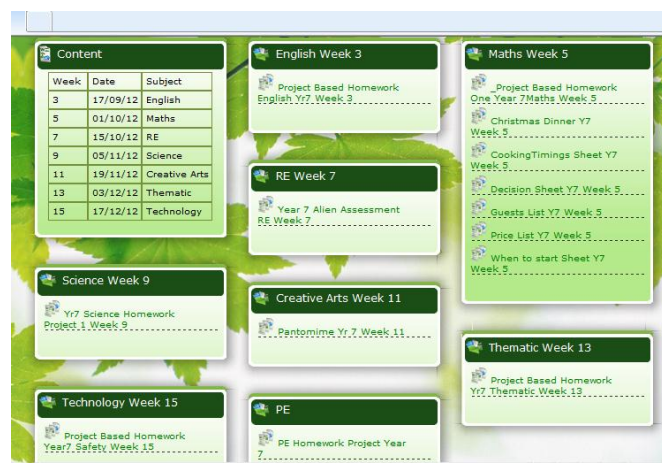 Content
Week Date Subject
3 17/09/12 English
5 01/10/12 Maths
7 15/10/12 RE
9 05/11/12 Science
11 19/11/12 Creative Arts
13 03/12/12 Thematic
15 17/12/12 Technology
Science Week 9
Yr7 Science Homework
Project 1 Week 9
Technology Week 15
Project Based Homework
Year7 Safety Week 15
English Week 3
Project Based Homework
English Yr7 Week 3
RE Week 7
Year 7 Alien Assessment
RE Week 7
Creative Arts Week 11
Pantomime Yr 7 Week 11
PE
PE Homework Project Year
7
Maths Week 5
_Project Based Homework
One Year 7Maths Week 5
Christmas Dinner Y7
Week 5
CookingTimings Sheet Y7
Week 5
Decision Sheet Y7 Week 5
Guests List Y7 Week 5
Price List Y7 Week 5
When to start Sheet Y7
Week 5
Thematic Week 13
Project Based Homework
Yr7 Thematic Week 13